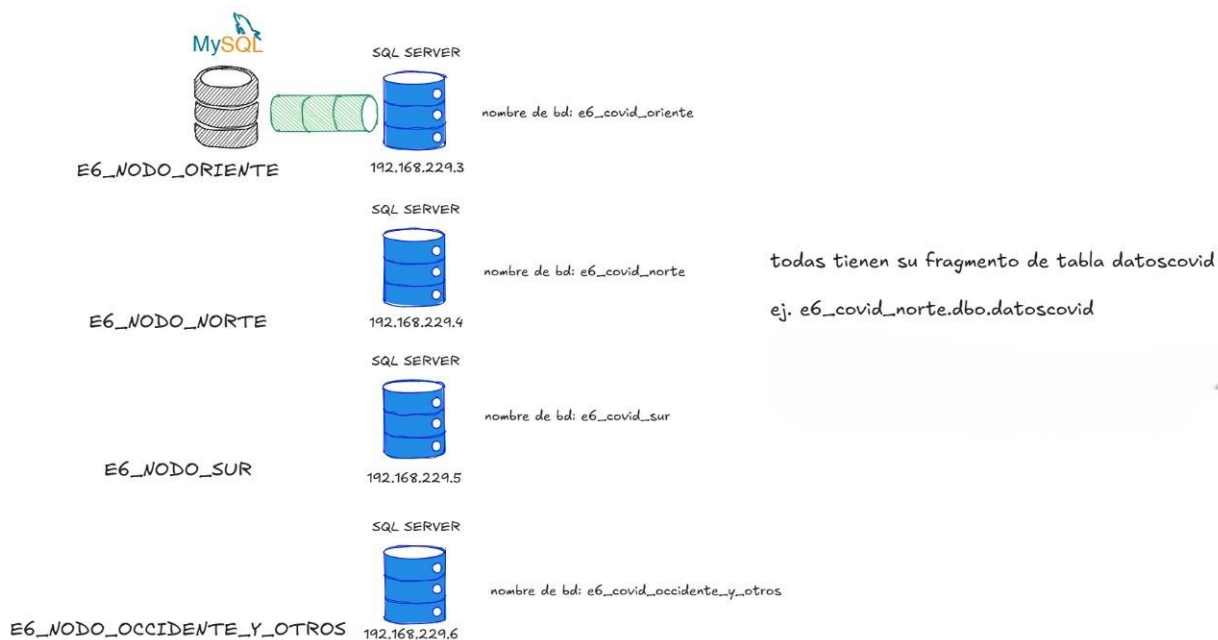 MySQL
SQL SERVER
nombre de bd: e6_covid_oriente
E6_NODO_ORIENTE
192.168.229.3
SQL SERVER
nombre de bd: e6_covid_norte
todas tienen su fragmento de tabla datoscovid
ej. e6_covid_norte.dbo.datoscovid
E6_NODO_NORTE
192.168.229.4
SQL SERVER
nombre de bd: e6_covid_sur
E6_NODO_SUR
192.168.229.5
SQL SERVER
nombre de bd: e6_covid_occidente_y_otros
E6_NODO_OCCIDENTE_Y_OTROS
192.168.229.6